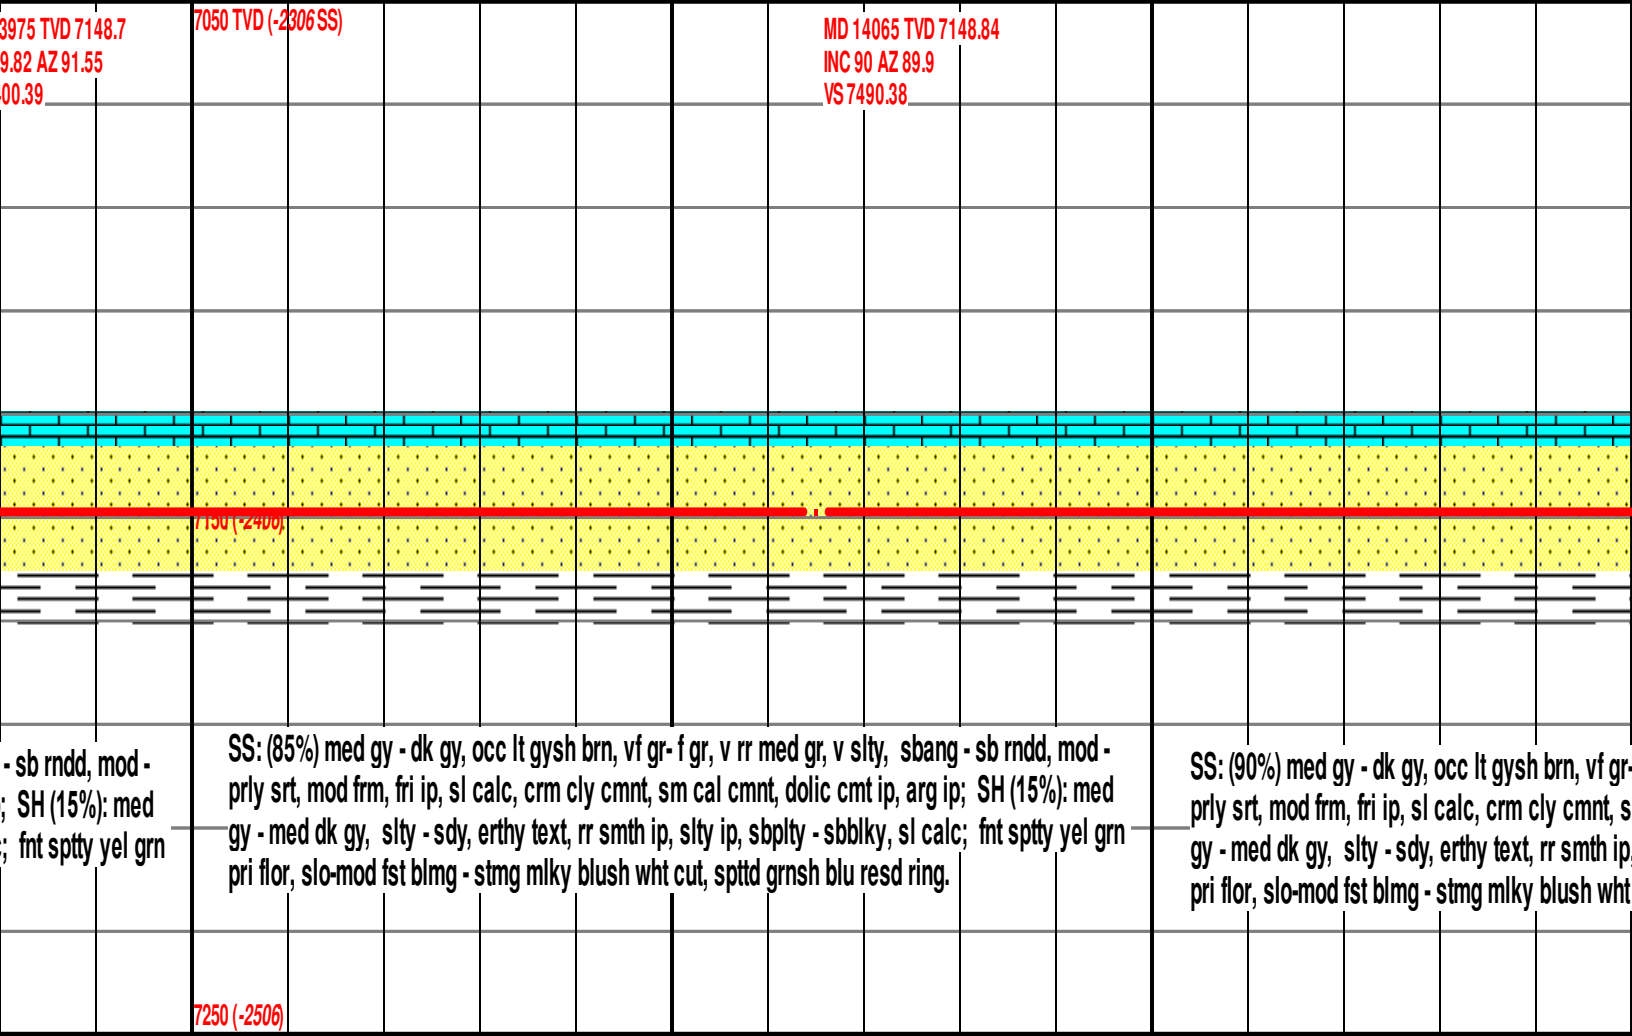 3975 TVD 7148.7
9.82 AZ 91.55
00.39
7050 TVD (-2306 SS)
MD 14065 TVD 7148.84
INC 90 AZ 89.9
VS 7490.38
7150 (-2406)
- sb rndd, mod -
; SH (15%): med
; fnt sptty yel grn
SS: (85%) med gy - dk gy, occ lt gysh brn, vf gr- f gr, v rr med gr, v slty, sbang - sb rndd, mod -
prly srt, mod frm, fri ip, sl calc, crm cly cmnt, sm cal cmnt, dolic cmt ip, arg ip; SH (15%): med
gy - med dk gy, slty - sdy, erthy text, rr smth ip, slty ip, sbplty - sbblky, sl calc; fnt sptty yel grn
pri flor, slo-mod fst blmg - stmg mlky blush wht cut, spttd grnsh blu resd ring.
SS: (90%) med gy - dk gy, occ lt gysh brn, vf gr-
prly srt, mod frm, fri ip, sl calc, crm cly cmnt, s
gy - med dk gy, slty - sdy, erthy text, rr smth ip,
pri flor, slo-mod fst blmg - stmg mlky blush wht
7250 (-2506)